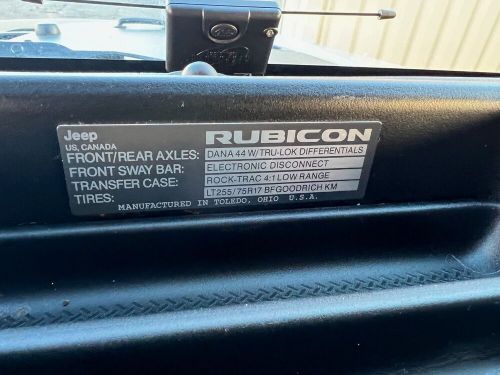 Jeep RUBICON
US, CANADA
FRONT/REAR AXLES: DANA 44 W/TRU-LOK DIFFERENTIALS
FRONT SWAY BAR: ELECTRONIC DISCONNECT
TRANSFER CASE: ROCK-TRAC 4:1 LOW RANGE
TIRES: LT255/75R17 BFGOODRICH KM
MANUFACTURED IN TOLEDO, OHIO U.S.A.